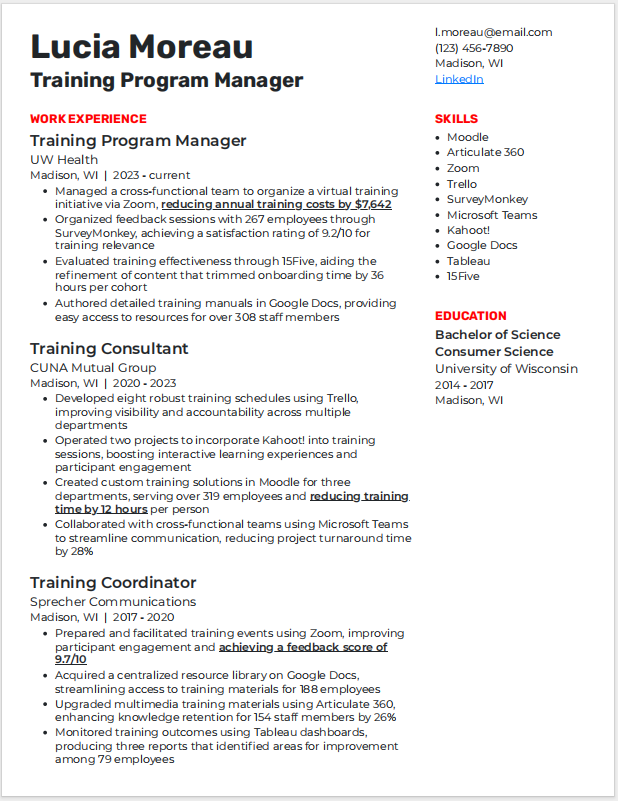 Lucia Moreau
Training Program Manager
l.moreau@email.com
(123) 456-7890
Madison, WI
LinkedIn
WORK EXPERIENCE
Training Program Manager
UW Health
Madison, WI | 2023 - current
• Managed a cross-functional team to organize a virtual training
initiative via Zoom, reducing annual training costs by $7,642
• Organized feedback sessions with 267 employees through
SurveyMonkey, achieving a satisfaction rating of 9.2/10 for
training relevance
• Evaluated training effectiveness through 15Five, aiding the
refinement of content that trimmed onboarding time by 36
hours per cohort
• Authored detailed training manuals in Google Docs, providing
easy access to resources for over 308 staff members
Training Consultant
CUNA Mutual Group
Madison, WI | 2020 - 2023
• Developed eight robust training schedules using Trello,
improving visibility and accountability across multiple
departments
• Operated two projects to incorporate Kahoot! into training
sessions, boosting interactive learning experiences and
participant engagement
• Created custom training solutions in Moodle for three
departments, serving over 319 employees and reducing training
time by 12 hours per person
• Collaborated with cross-functional teams using Microsoft Teams
to streamline communication, reducing project turnaround time
by 28%
Training Coordinator
Sprecher Communications
Madison, WI | 2017 - 2020
• Prepared and facilitated training events using Zoom, improving
participant engagement and achieving a feedback score of
9.7/10
• Acquired a centralized resource library on Google Docs,
streamlining access to training materials for 188 employees
• Upgraded multimedia training materials using Articulate 360,
enhancing knowledge retention for 154 staff members by 26%
• Monitored training outcomes using Tableau dashboards,
producing three reports that identified areas for improvement
among 79 employees
SKILLS
• Moodle
• Articulate 360
• Zoom
• Trello
• SurveyMonkey
• Microsoft Teams
• Kahoot!
• Google Docs
• Tableau
• 15Five
EDUCATION
Bachelor of Science
Consumer Science
University of Wisconsin
2014 - 2017
Madison, WI